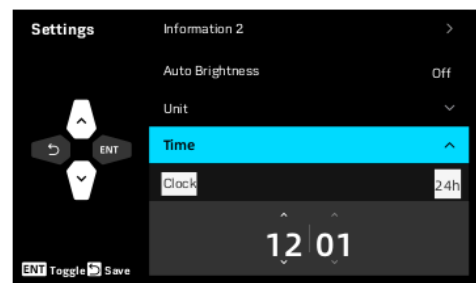 Settings
Information 2
Auto Brightness Off
Unit
ENT
Time
Clock 24h
12 01
ENT Toggle Save